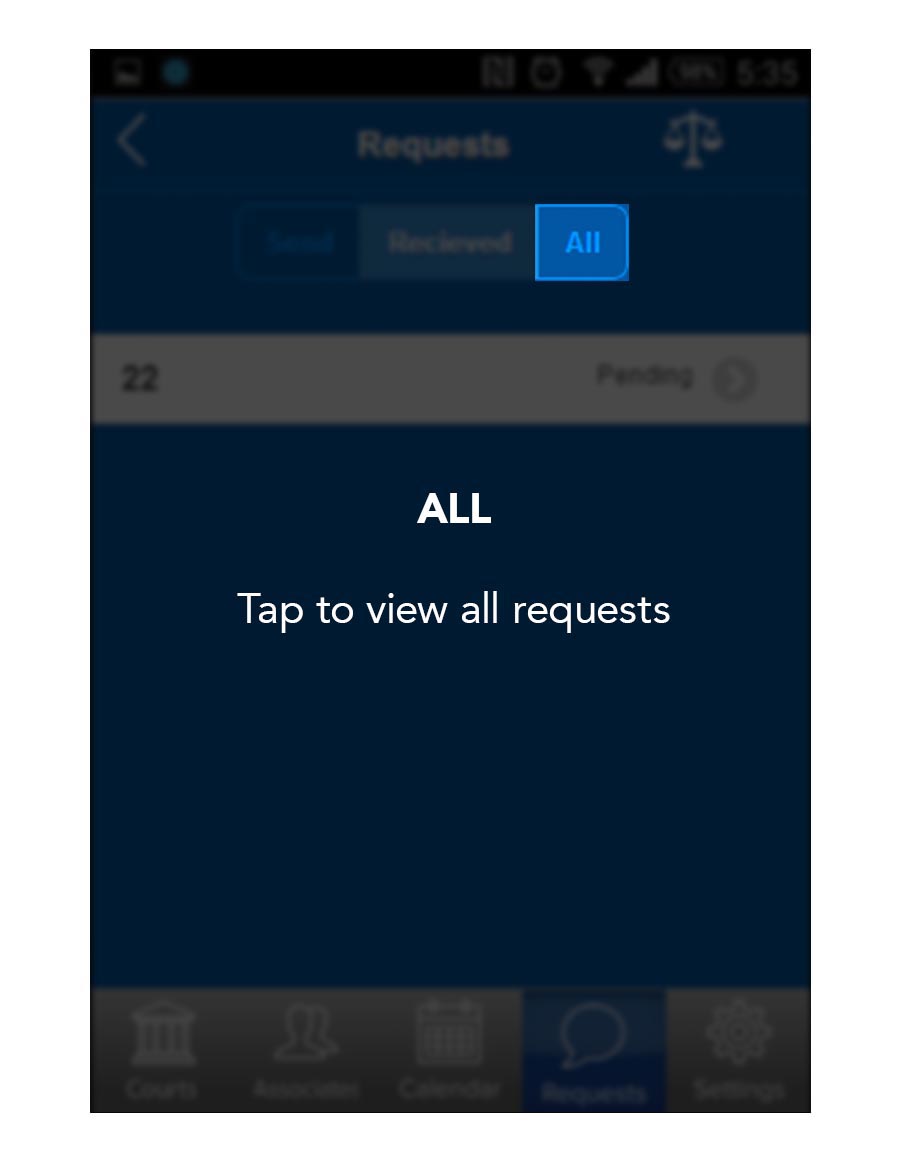 98% 5:35
Requests
Send Recieved All
22 Pending
ALL
Tap to view all requests
Courts Associates Calendar Requests Settings